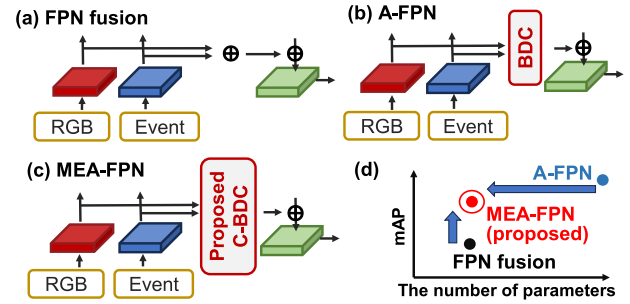 (a) FPN fusion
RGB
Event
(b) A-FPN
BDC
RGB
Event
(c) MEA-FPN
Proposed
C-BDC
RGB
Event
(d)
A-FPN
MEA-FPN
(proposed)
FPN fusion
mAP
The number of parameters